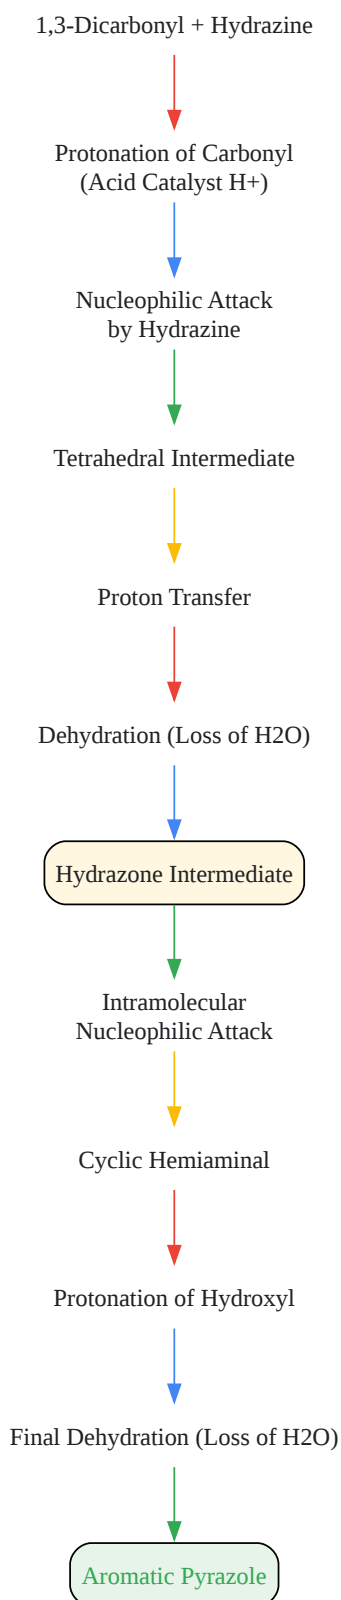 1,3-Dicarbonyl + Hydrazine
Protonation of Carbonyl
(Acid Catalyst H+)
Nucleophilic Attack
by Hydrazine
Tetrahedral Intermediate
Proton Transfer
Dehydration (Loss of H2O)
Hydrazone Intermediate
Intramolecular
Nucleophilic Attack
Cyclic Hemiaminal
Protonation of Hydroxyl
Final Dehydration (Loss of H2O)
Aromatic Pyrazole